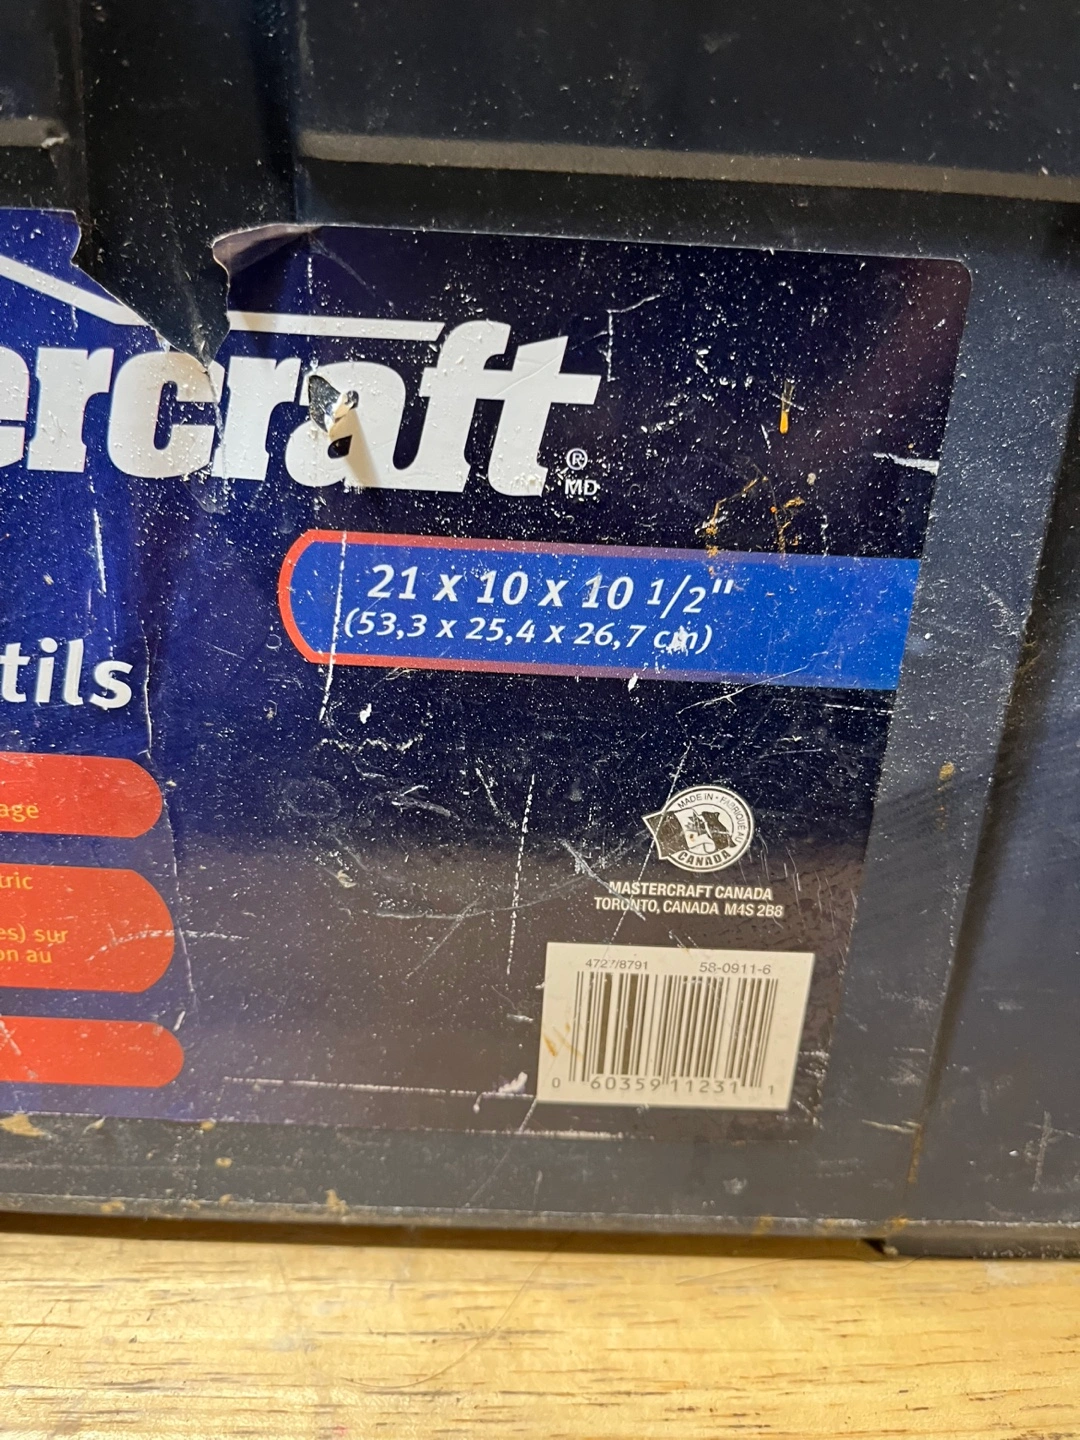 ercraft
® MD
21 x 10 x 10 1/2"
(53,3 x 25,4 x 26,7 cm)
tils
age
tric
es) sur
on au
MADE IN • FABRIQUÉ AU
CANADA
MASTERCRAFT CANADA
TORONTO, CANADA M4S 2B8
4727/8791 58-0911-6
0 60359 11231 1